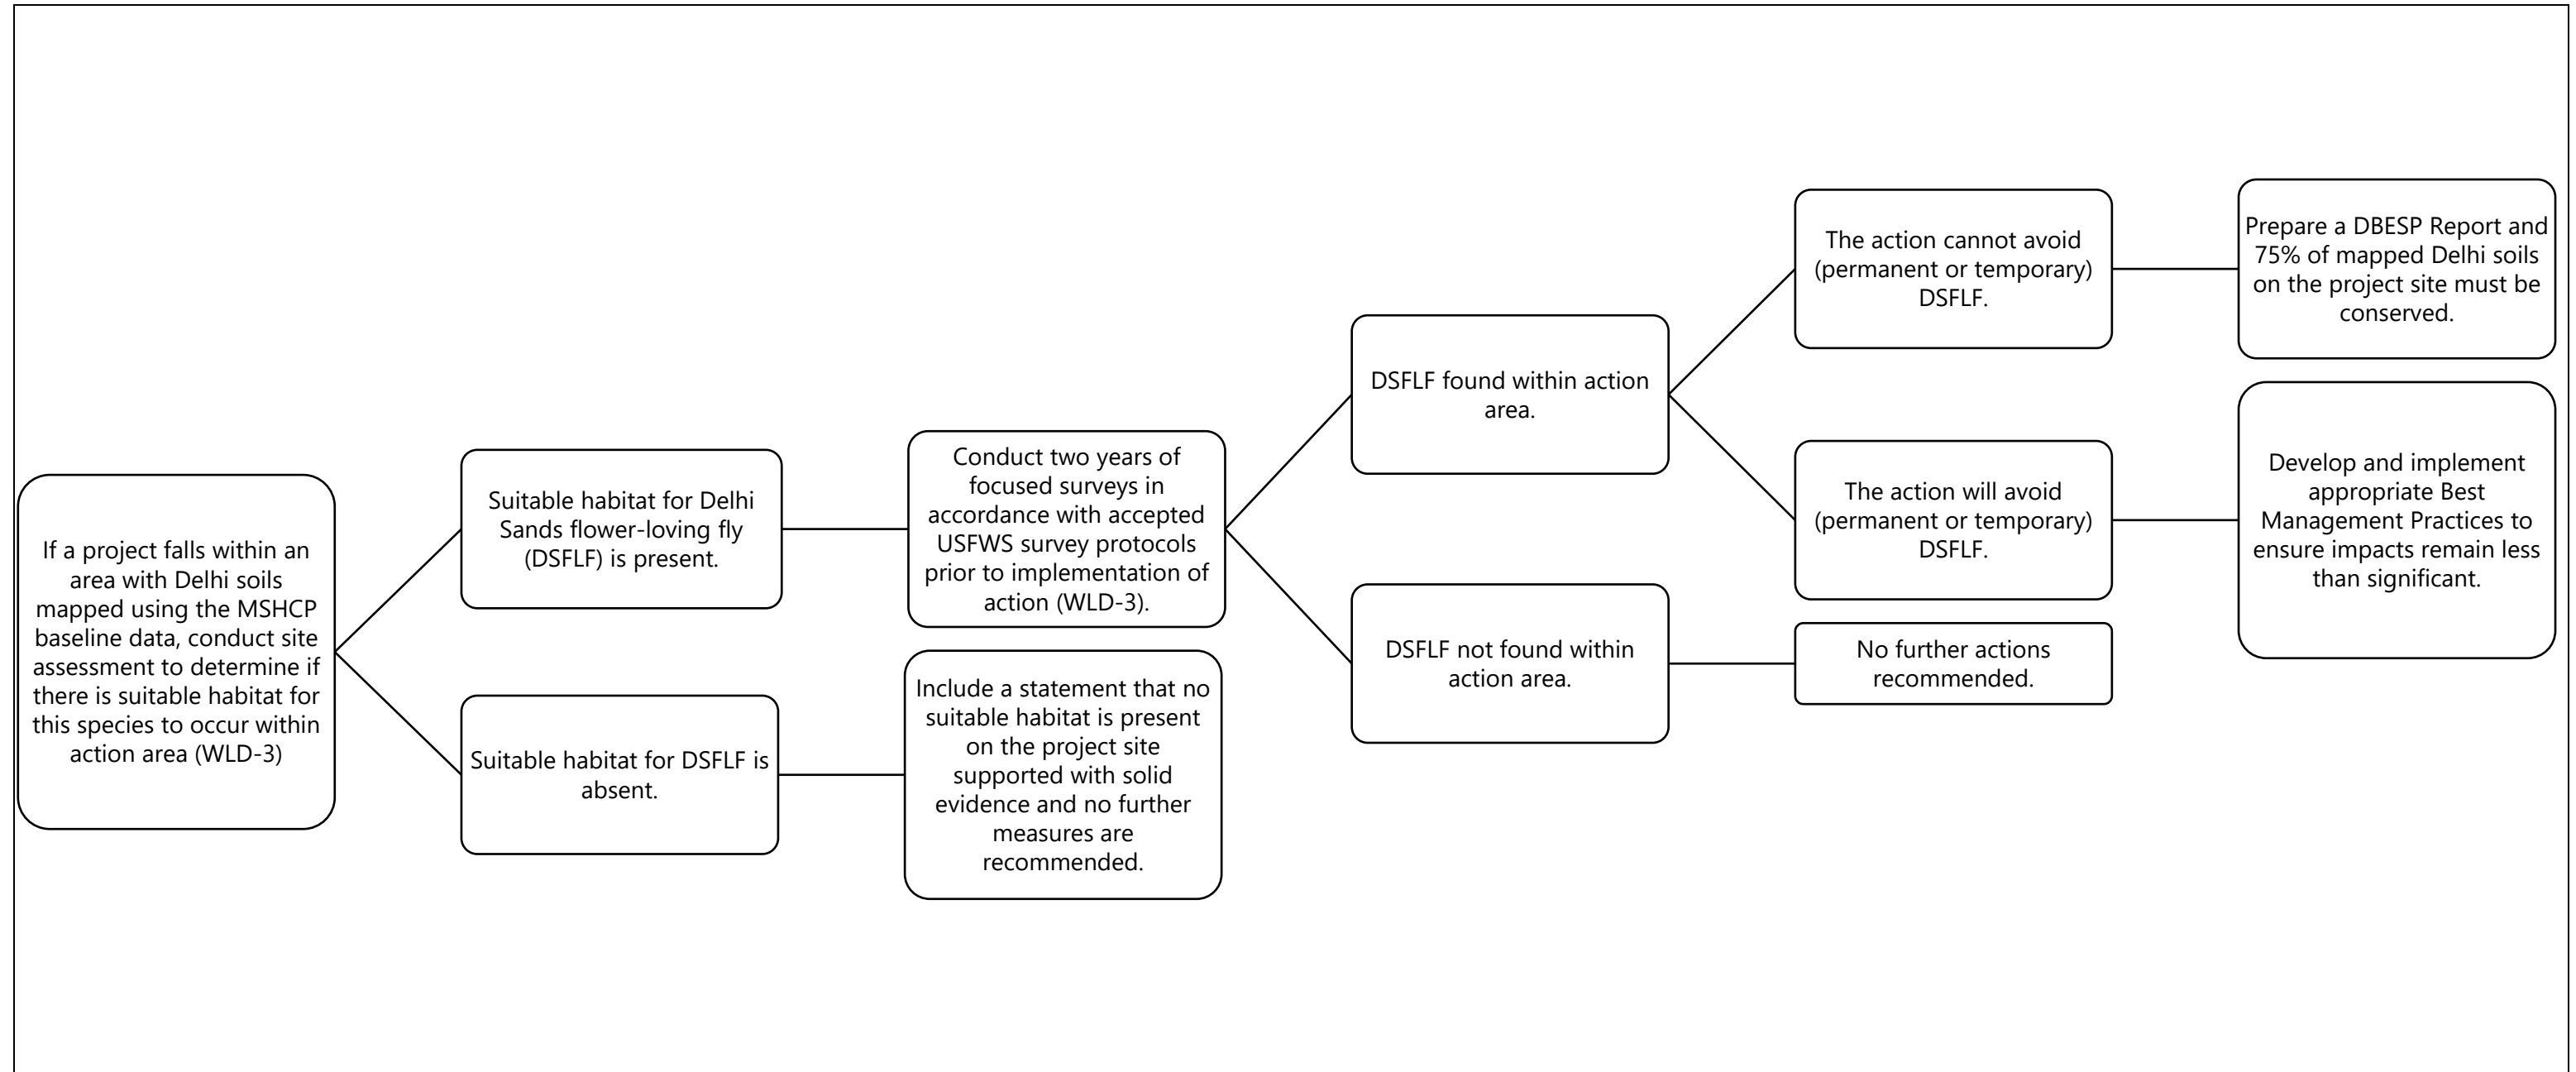 If a project falls within an
area with Delhi soils
mapped using the MSHCP
baseline data, conduct site
assessment to determine if
there is suitable habitat for
this species to occur within
action area (WLD-3)
Suitable habitat for Delhi
Sands flower-loving fly
(DSFLF) is present.
Suitable habitat for DSFLF is
absent.
Conduct two years of
focused surveys in
accordance with accepted
USFWS survey protocols
prior to implementation of
action (WLD-3).
Include a statement that no
suitable habitat is present
on the project site
supported with solid
evidence and no further
measures are
recommended.
DSFLF found within action
area.
DSFLF not found within
action area.
The action cannot avoid
(permanent or temporary)
DSFLF.
The action will avoid
(permanent or temporary)
DSFLF.
No further actions
recommended.
Prepare a DBESP Report and
75% of mapped Delhi soils
on the project site must be
conserved.
Develop and implement
appropriate Best
Management Practices to
ensure impacts remain less
than significant.